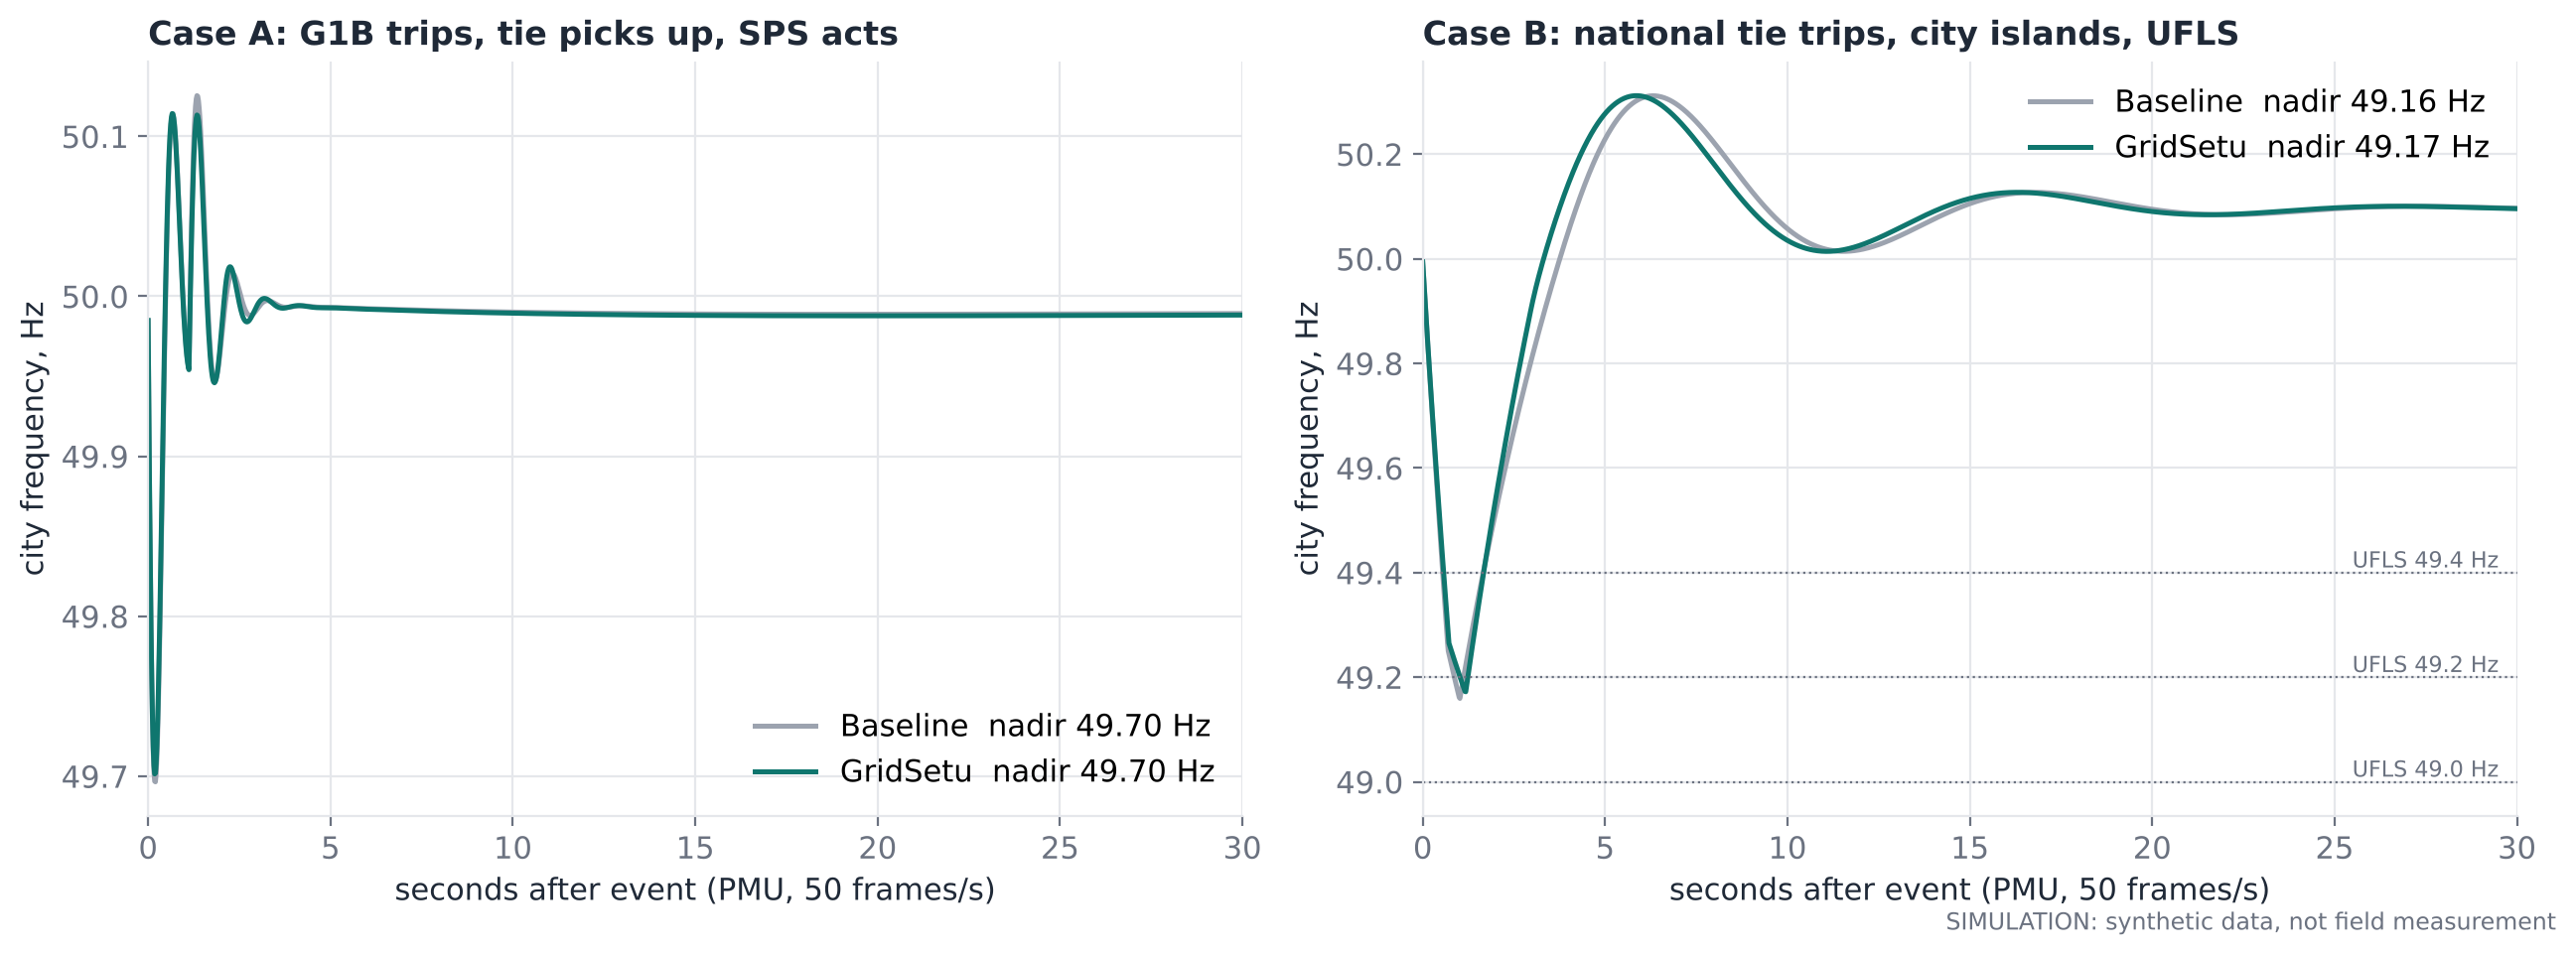 Case A: G1B trips, tie picks up, SPS acts
city frequency, Hz
50.1
50.0
49.9
49.8
49.7
Baseline  nadir 49.70 Hz
GridSetu  nadir 49.70 Hz
0 5 10 15 20 25 30
seconds after event (PMU, 50 frames/s)
Case B: national tie trips, city islands, UFLS
city frequency, Hz
50.2
50.0
49.8
49.6
49.4
49.2
49.0
Baseline  nadir 49.16 Hz
GridSetu  nadir 49.17 Hz
UFLS 49.4 Hz
UFLS 49.2 Hz
UFLS 49.0 Hz
0 5 10 15 20 25 30
seconds after event (PMU, 50 frames/s)
SIMULATION: synthetic data, not field measurement